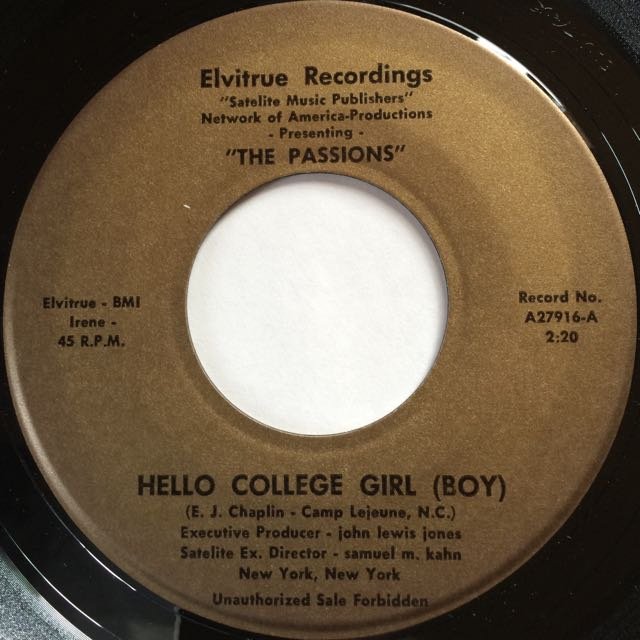 Elvitrue Recordings
"Satelite Music Publishers"
Network of America-Productions
- Presenting -
"THE PASSIONS"
Elvitrue - BMI
Irene -
45 R.P.M.
Record No.
A27916-A
2:20
HELLO COLLEGE GIRL (BOY)
(E. J. Chaplin - Camp Lejeune, N.C.)
Executive Producer - john lewis jones
Satelite Ex. Director - samuel m. kahn
New York, New York
Unauthorized Sale Forbidden